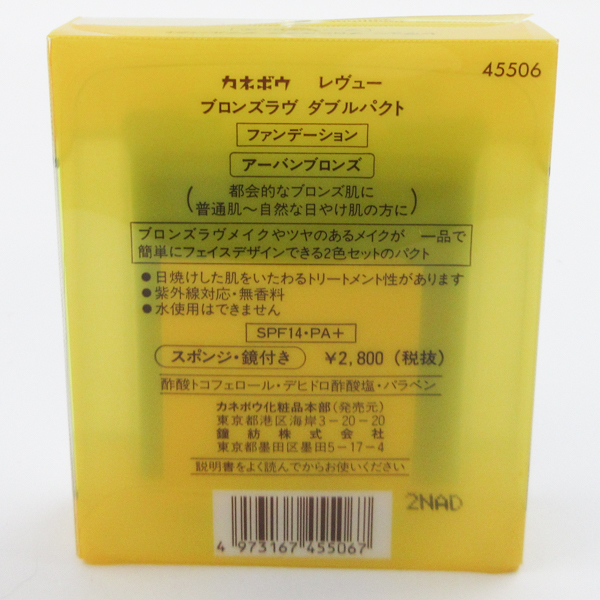 45506
カネボウ レヴュー
ブロンズラヴ ダブルパクト
ファンデーション
アーバンブロンズ
(都会的なブロンズ肌に
普通肌〜自然な日やけ肌の方に)
ブロンズラヴメイクやツヤのあるメイクが 一品で
簡単にフェイスデザインできる2色セットのパクト
●日焼けした肌をいたわるトリートメント性があります
●紫外線対応・無香料
●水使用はできません
SPF14・PA+
スポンジ・鏡付き ¥2,800(税抜)
酢酸トコフェロール・デヒドロ酢酸塩・パラベン
カネボウ化粧品本部(発売元)
東京都港区海岸3-20-20
鐘紡株式会社
東京都墨田区墨田5-17-4
説明書をよく読んでからお使いください
2NAD
4 973167 455067